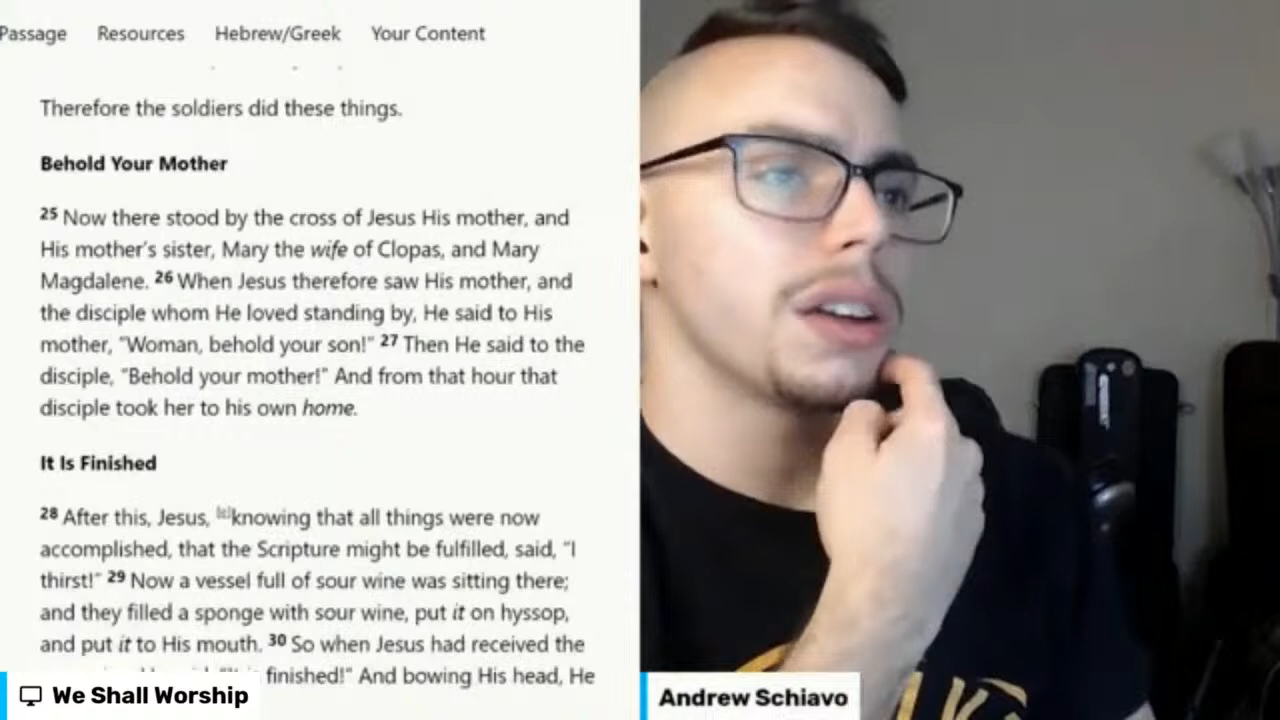 Passage Resources Hebrew/Greek Your Content
Therefore the soldiers did these things.
Behold Your Mother
25 Now there stood by the cross of Jesus His mother, and
His mother's sister, Mary the wife of Clopas, and Mary
Magdalene. 26 When Jesus therefore saw His mother, and
the disciple whom He loved standing by, He said to His
mother, “Woman, behold your son!” 27 Then He said to the
disciple, “Behold your mother!” And from that hour that
disciple took her to his own home.
It Is Finished
28 After this, Jesus, knowing that all things were now
accomplished, that the Scripture might be fulfilled, said, “I
thirst!” 29 Now a vessel full of sour wine was sitting there;
and they filled a sponge with sour wine, put it on hyssop,
and put it to His mouth. 30 So when Jesus had received the
finished!” And bowing His head, He
We Shall Worship
Andrew Schiavo